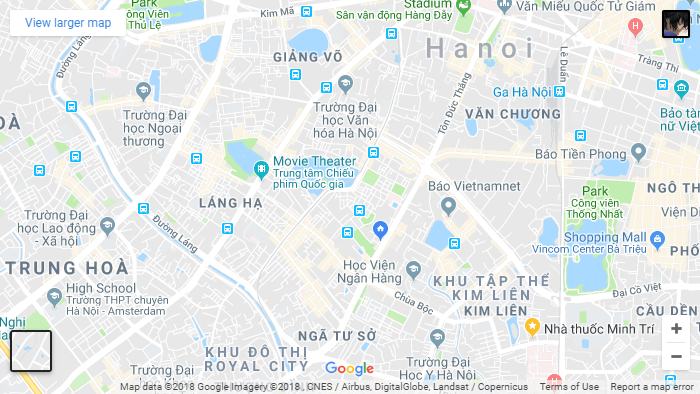 View larger map
Park
Công Viên
Thủ Lệ
Kim Mã
Stadium
Sân vận động Hàng Đẫy
Văn Miếu Quốc Tử Giám
Hanoi
Đường Láng
GIẢNG VÕ
Lê Duẩn
Tràng Thi
Ga Hà Nội
Tôn Đức Thắng
Trường Đại
học Ngoại
thương
Trường Đại
học Văn
hóa Hà Nội
VĂN CHƯƠNG
Bảo tàn
nữ Việt
Movie Theater
Trung tâm Chiếu
phim Quốc gia
Báo Tiền Phong
Báo Vietnamnet
Park
Công viên
Thống Nhất
NGÔ TH
LÁNG HẠ
Viện D
Trường Đại
học Lao động
- Xã hội
Đường Láng
Shopping Mall
Vincom Center Bà Triệu
PHỐ
TRUNG HOÀ
Học Viện
Ngân Hàng
KHU TẬP THỂ
KIM LIÊN
Đại Cồ Việt
High School
Trường THPT chuyên
Hà Nội - Amsterdam
Chùa Bộc
KIM LIÊN
CẦU DỀN
Nghị
NGÃ TƯ SỞ
Nhà thuốc Minh Trí
KHU ĐÔ THỊ
ROYAL CITY
Trường Đại
học Y Hà Nội
Google
Map data ©2018 Google Imagery ©2018 , CNES / Airbus, DigitalGlobe, Landsat / Copernicus
Terms of Use
Report a map error